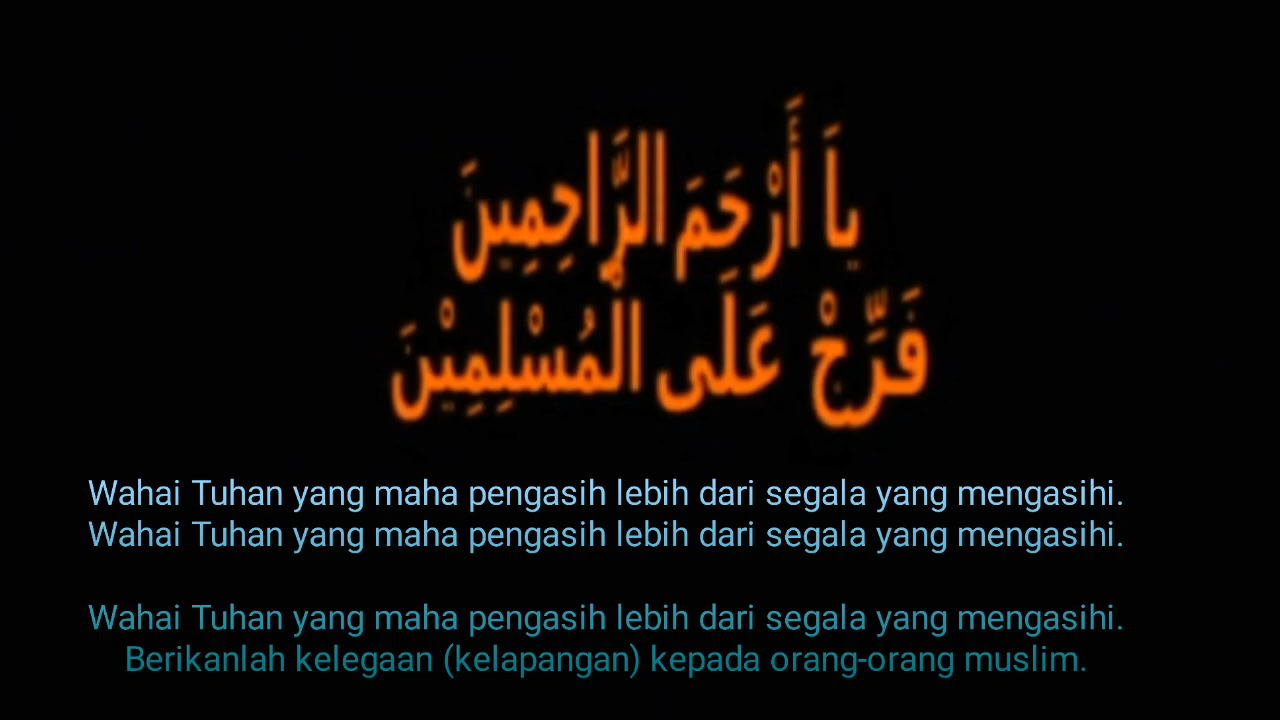 يَا أَرْحَمَ الرَّاحِمِينَ
فَرِّجْ عَلَى الْمُسْلِمِيْنَ
Wahai Tuhan yang maha pengasih lebih dari segala yang mengasihi.
Wahai Tuhan yang maha pengasih lebih dari segala yang mengasihi.
Wahai Tuhan yang maha pengasih lebih dari segala yang mengasihi.
Berikanlah kelegaan (kelapangan) kepada orang-orang muslim.